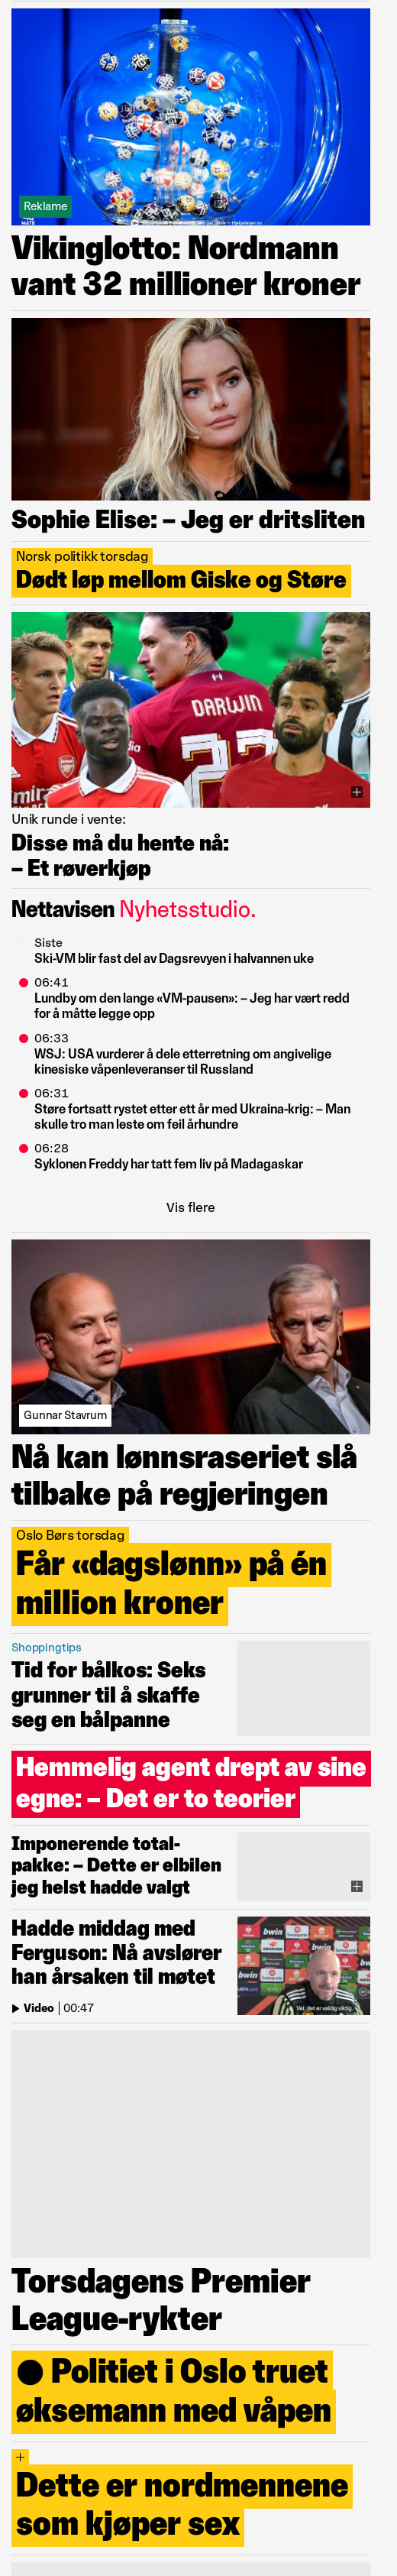 Reklame
Vikinglotto: Nordmann
vant 32 millioner kroner
Sophie Elise: – Jeg er dritsliten
Norsk politikk torsdag
Dødt løp mellom Giske og Støre
DARWIN
Unik runde i vente:
Disse må du hente nå:
– Et røverkjøp
Nettavisen Nyhetsstudio.
Siste
Ski-VM blir fast del av Dagsrevyen i halvannen uke
06:41
Lundby om den lange «VM-pausen»: – Jeg har vært redd
for å måtte legge opp
06:33
WSJ: USA vurderer å dele etterretning om angivelige
kinesiske våpenleveranser til Russland
06:31
Støre fortsatt rystet etter ett år med Ukraina-krig: – Man
skulle tro man leste om feil århundre
06:28
Syklonen Freddy har tatt fem liv på Madagaskar
Vis flere
Gunnar Stavrum
Nå kan lønnsraseriet slå
tilbake på regjeringen
Oslo Børs torsdag
Får «dagslønn» på én
million kroner
Shoppingtips
Tid for bålkos: Seks
grunner til å skaffe
seg en bålpanne
Hemmelig agent drept av sine
egne: – Det er to teorier
Imponerende total-
pakke: – Dette er elbilen
jeg helst hadde valgt
Hadde middag med
Ferguson: Nå avslører
han årsaken til møtet
Video | 00:47
bwin
Vel, det er veldig viktig.
Torsdagens Premier
League-rykter
● Politiet i Oslo truet
øksemann med våpen
+
Dette er nordmennene
som kjøper sex